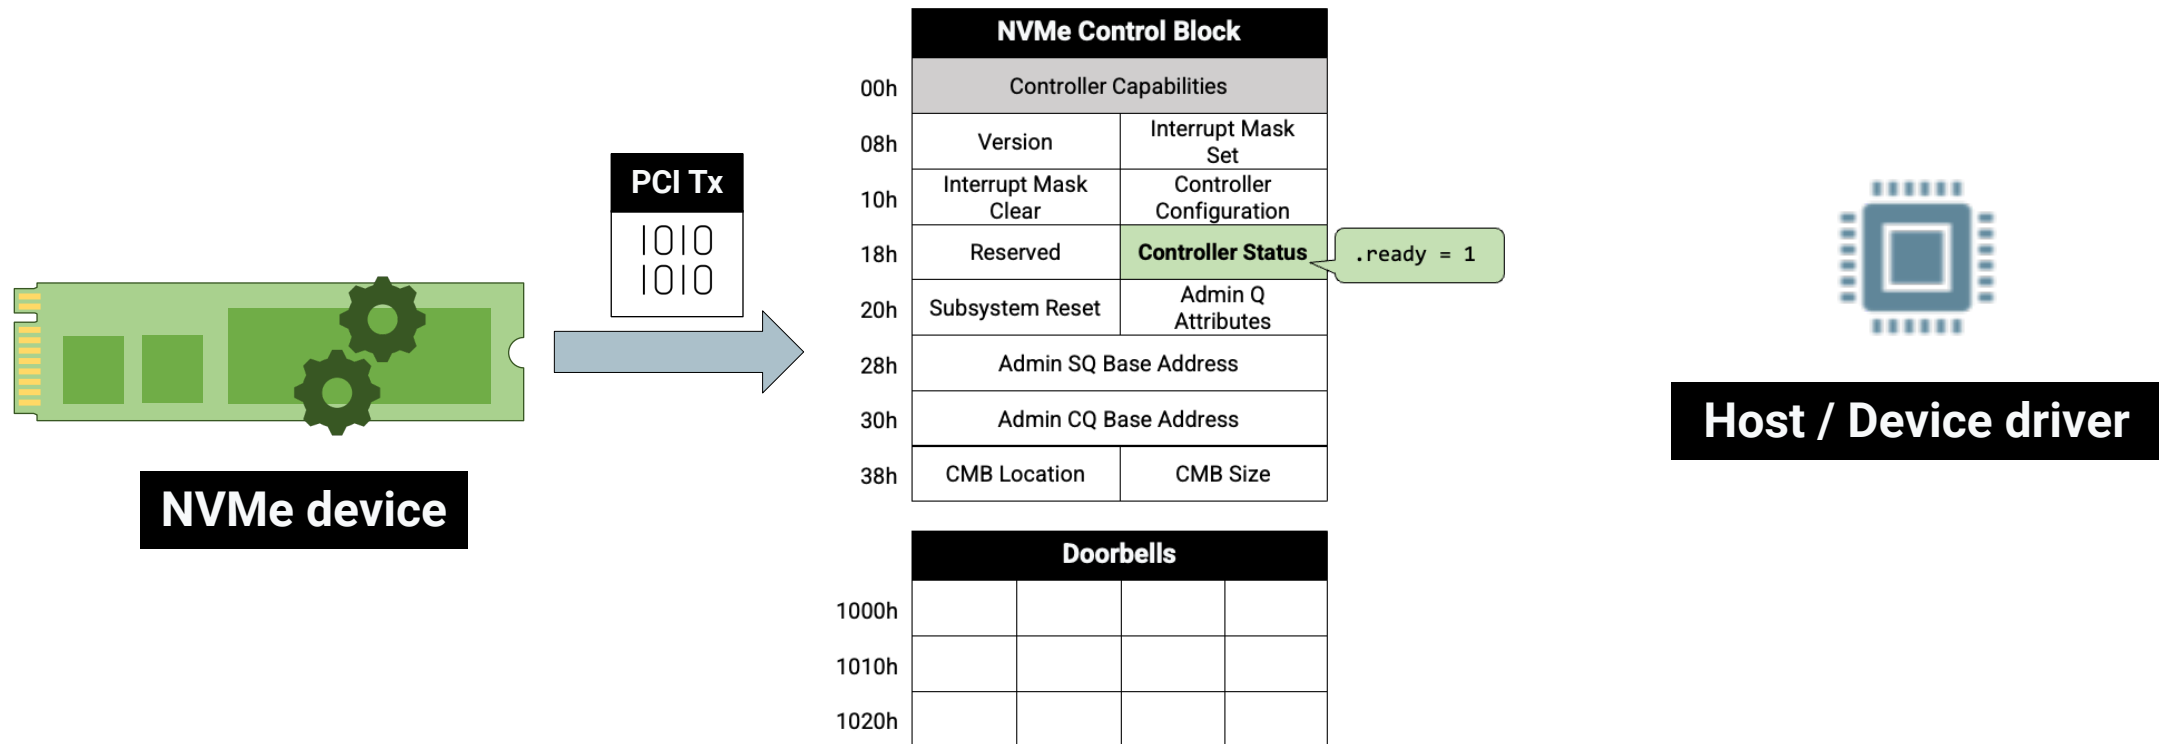 NVMe Control Block
00h
Controller Capabilities
08h
Version
Interrupt Mask
Set
10h
Interrupt Mask
Clear
Controller
Configuration
18h
Reserved
Controller Status
.ready = 1
20h
Subsystem Reset
Admin Q
Attributes
28h
Admin SQ Base Address
30h
Admin CQ Base Address
38h
CMB Location
CMB Size
PCI Tx
1010
1010
NVMe device
Host / Device driver
Doorbells
1000h
1010h
1020h